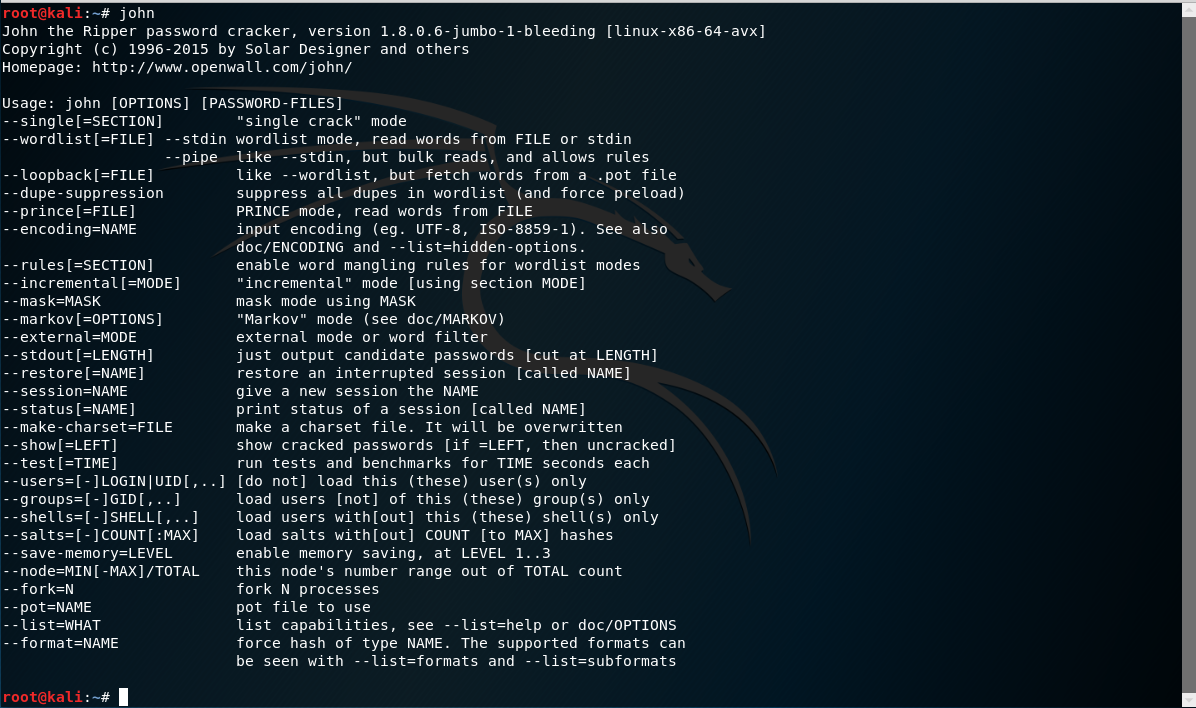 root@kali:~# john
John the Ripper password cracker, version 1.8.0.6-jumbo-1-bleeding [linux-x86-64-avx]
Copyright (c) 1996-2015 by Solar Designer and others
Homepage: http://www.openwall.com/john/

Usage: john [OPTIONS] [PASSWORD-FILES]
--single[=SECTION]        "single crack" mode
--wordlist[=FILE] --stdin wordlist mode, read words from FILE or stdin
                  --pipe  like --stdin, but bulk reads, and allows rules
--loopback[=FILE]         like --wordlist, but fetch words from a .pot file
--dupe-suppression        suppress all dupes in wordlist (and force preload)
--prince[=FILE]           PRINCE mode, read words from FILE
--encoding=NAME           input encoding (eg. UTF-8, ISO-8859-1). See also
                          doc/ENCODING and --list=hidden-options.
--rules[=SECTION]         enable word mangling rules for wordlist modes
--incremental[=MODE]      "incremental" mode [using section MODE]
--mask=MASK               mask mode using MASK
--markov[=OPTIONS]        "Markov" mode (see doc/MARKOV)
--external=MODE           external mode or word filter
--stdout[=LENGTH]         just output candidate passwords [cut at LENGTH]
--restore[=NAME]          restore an interrupted session [called NAME]
--session=NAME            give a new session the NAME
--status[=NAME]           print status of a session [called NAME]
--make-charset=FILE       make a charset file. It will be overwritten
--show[=LEFT]             show cracked passwords [if =LEFT, then uncracked]
--test[=TIME]             run tests and benchmarks for TIME seconds each
--users=[-]LOGIN|UID[,..] [do not] load this (these) user(s) only
--groups=[-]GID[,..]      load users [not] of this (these) group(s) only
--shells=[-]SHELL[,..]    load users with[out] this (these) shell(s) only
--salts=[-]COUNT[:MAX]    load salts with[out] COUNT [to MAX] hashes
--save-memory=LEVEL       enable memory saving, at LEVEL 1..3
--node=MIN[-MAX]/TOTAL    this node's number range out of TOTAL count
--fork=N                  fork N processes
--pot=NAME                pot file to use
--list=WHAT               list capabilities, see --list=help or doc/OPTIONS
--format=NAME             force hash of type NAME. The supported formats can
                          be seen with --list=formats and --list=subformats

root@kali:~#